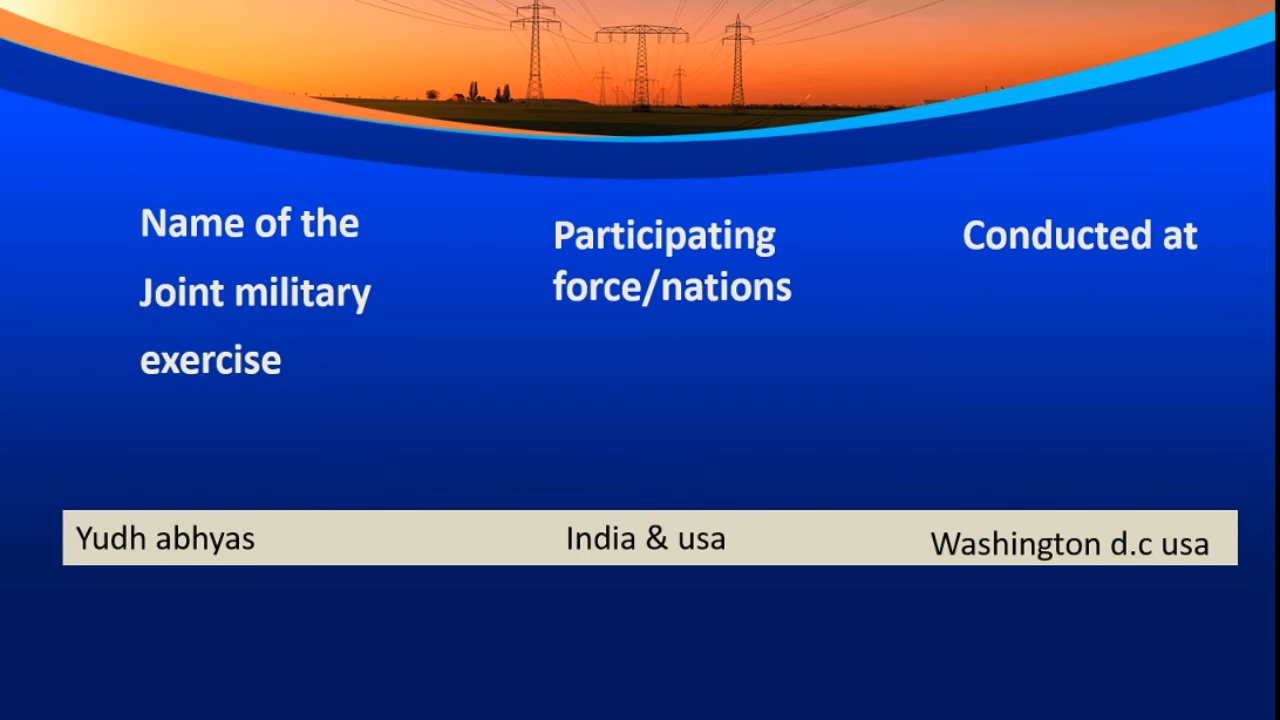 Name of the
Joint military
exercise
Participating
force/nations
Conducted at
Yudh abhyas
India & usa
Washington d.c usa